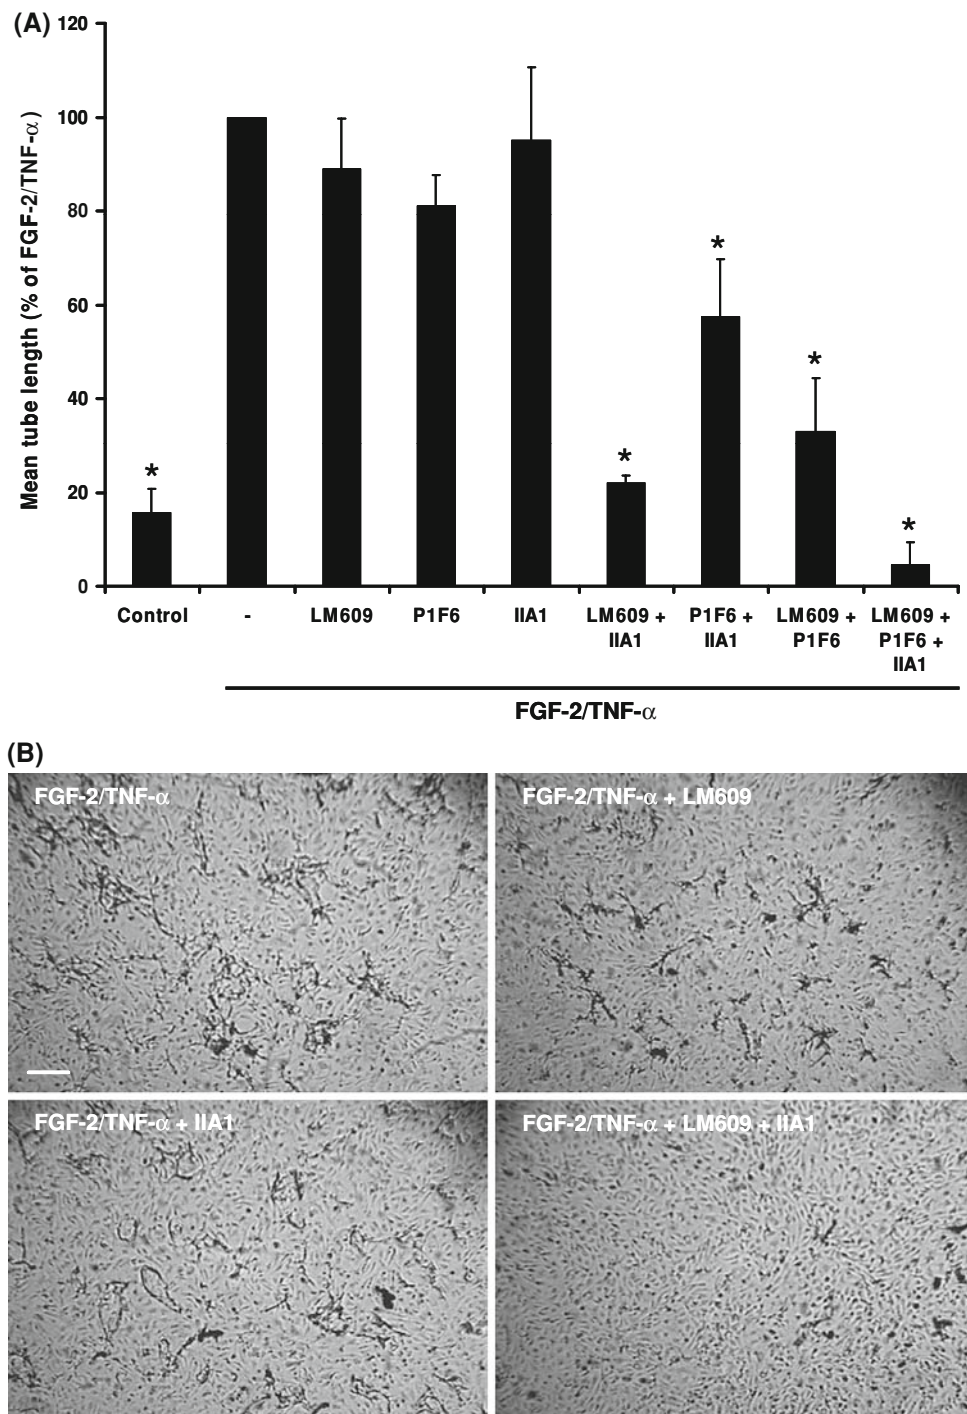 (A)
120
100
80
60
40
20
0
Mean tube length (% of FGF-2/TNF-α)
*
*
*
*
*
Control
-
LM609
P1F6
IIA1
LM609 +
IIA1
P1F6 +
IIA1
LM609 +
P1F6
LM609 +
P1F6 +
IIA1
FGF-2/TNF-α
(B)
FGF-2/TNF-α
FGF-2/TNF-α + LM609
FGF-2/TNF-α + IIA1
FGF-2/TNF-α + LM609 + IIA1